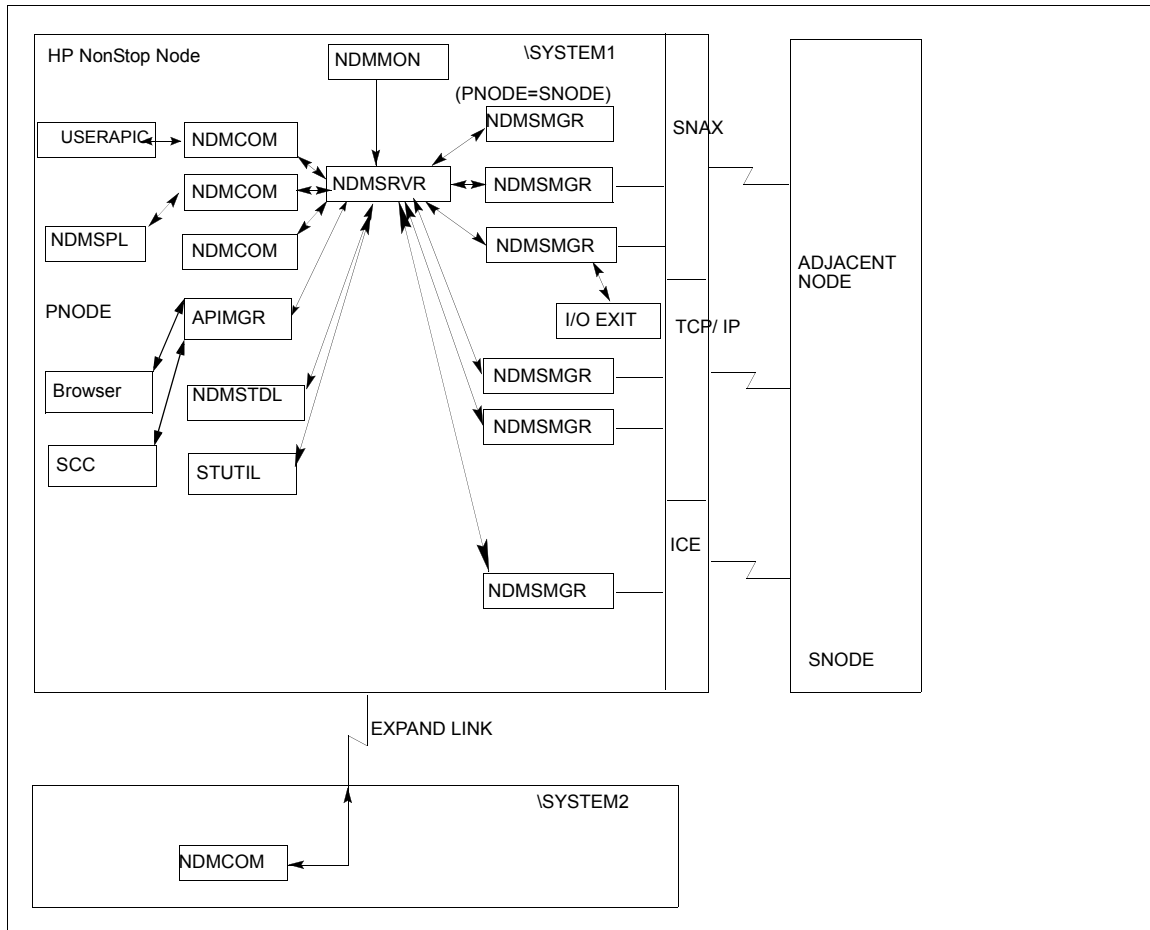 HP NonStop Node
\SYSTEM1
NDMMON
(PNODE=SNODE)
NDMSMGR
SNAX
USERAPIC
NDMCOM
NDMCOM
NDMSRVR
NDMSMGR
NDMSPL
NDMCOM
NDMSMGR
ADJACENT
NODE
PNODE
APIMGR
I/O EXIT
TCP/ IP
Browser
NDMSTDL
NDMSMGR
NDMSMGR
SCC
STUTIL
ICE
NDMSMGR
SNODE
EXPAND LINK
\SYSTEM2
NDMCOM